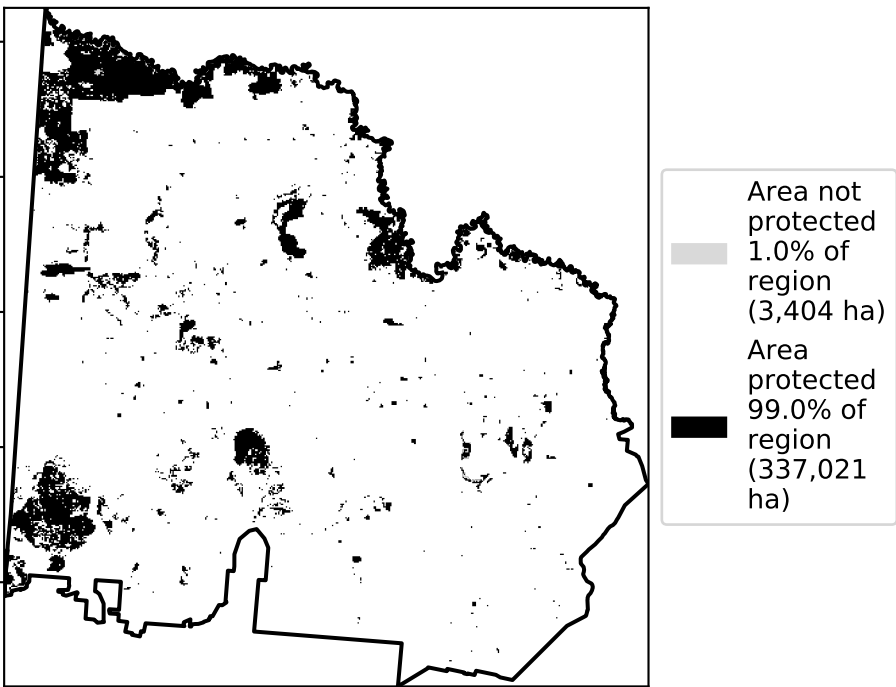 Area not
protected
1.0% of
region
(3,404 ha)
Area
protected
99.0% of
region
(337,021
ha)